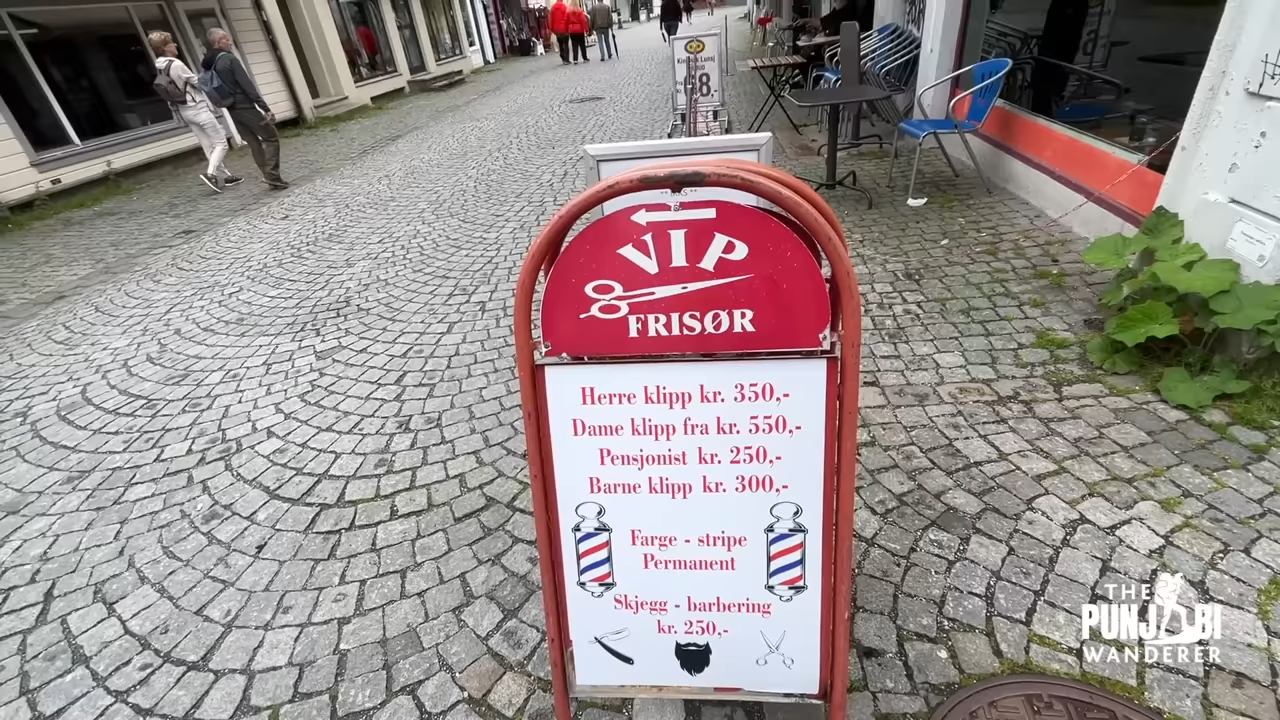 VIP
FRISØR
Herre klipp kr. 350,-
Dame klipp fra kr. 550,-
Pensjonist kr. 250,-
Barne klipp kr. 300,-
Farge - stripe
Permanent
Skjegg - barbering
kr. 250,-
THE
PUNJABI
WANDERER